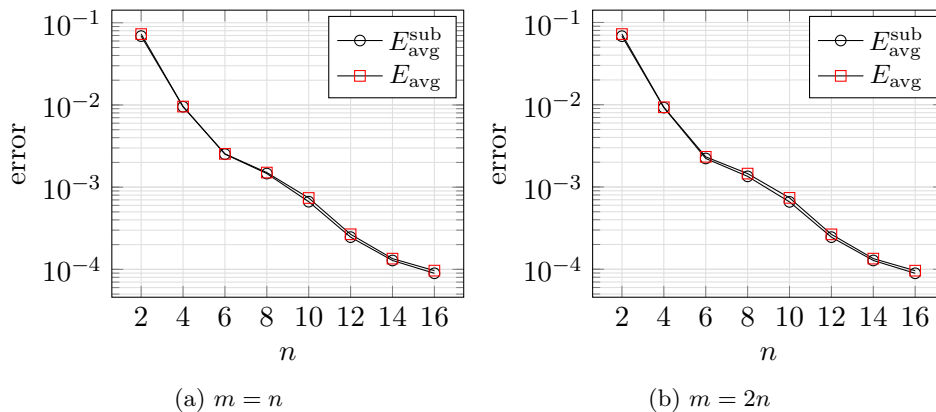 10^{-1}
10^{-2}
10^{-3}
10^{-4}
error
E_{avg}^{sub}
E_{avg}
2 4 6 8 10 12 14 16
n
(a) m = n
10^{-1}
10^{-2}
10^{-3}
10^{-4}
error
E_{avg}^{sub}
E_{avg}
2 4 6 8 10 12 14 16
n
(b) m = 2n